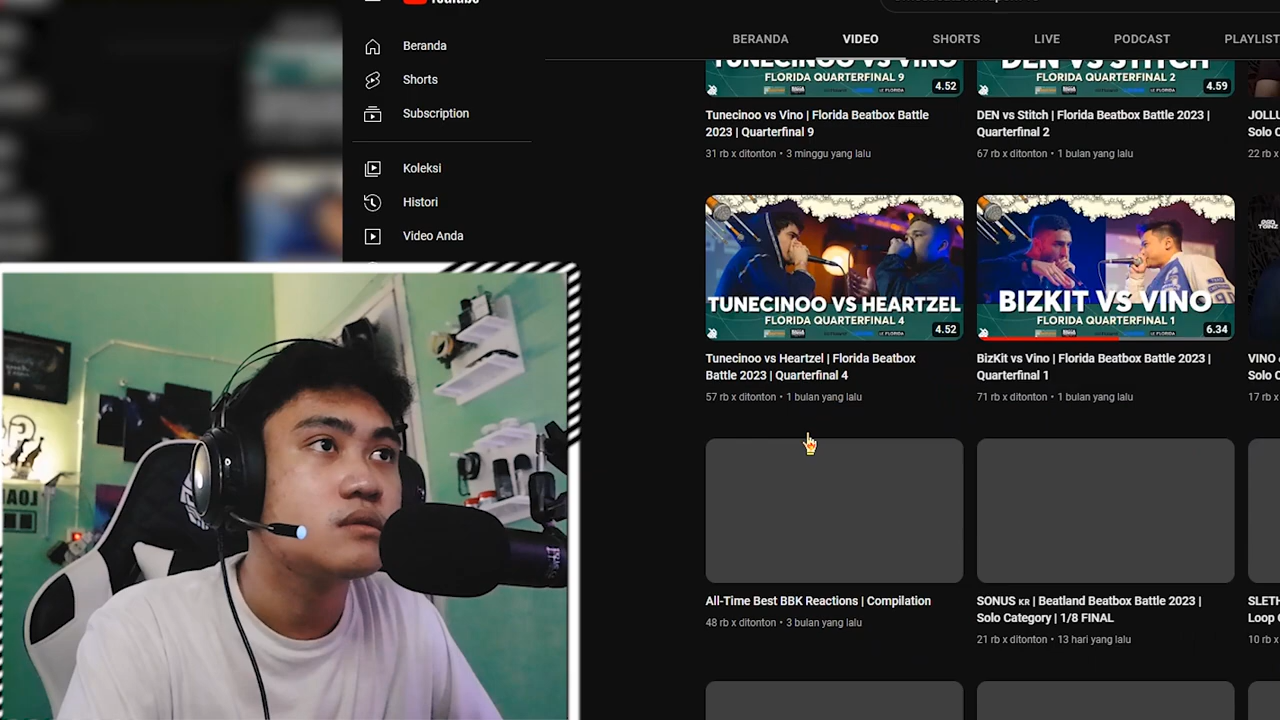 YouTube
Beranda
Shorts
Subscription
Koleksi
Histori
Video Anda
BERANDA
VIDEO
SHORTS
LIVE
PODCAST
PLAYLIST
TUNECINOO VS VINO
FLORIDA QUARTERFINAL 9
4.52
Tunecinoo vs Vino | Florida Beatbox Battle
2023 | Quarterfinal 9
31 rb x ditonton • 3 minggu yang lalu
DEN VS STITCH
FLORIDA QUARTERFINAL 2
4.59
DEN vs Stitch | Florida Beatbox Battle 2023 |
Quarterfinal 2
67 rb x ditonton • 1 bulan yang lalu
JOLLU
Solo C
22 rb x
TUNECINOO VS HEARTZEL
FLORIDA QUARTERFINAL 4
4.52
Tunecinoo vs Heartzel | Florida Beatbox
Battle 2023 | Quarterfinal 4
57 rb x ditonton • 1 bulan yang lalu
BIZKIT VS VINO
FLORIDA QUARTERFINAL 1
6.34
BizKit vs Vino | Florida Beatbox Battle 2023 |
Quarterfinal 1
71 rb x ditonton • 1 bulan yang lalu
VINO
Solo C
17 rb x
All-Time Best BBK Reactions | Compilation
48 rb x ditonton • 3 bulan yang lalu
SONUS 🇰🇷 | Beatland Beatbox Battle 2023 |
Solo Category | 1/8 FINAL
21 rb x ditonton • 13 hari yang lalu
SLETH
Loop C
10 rb x